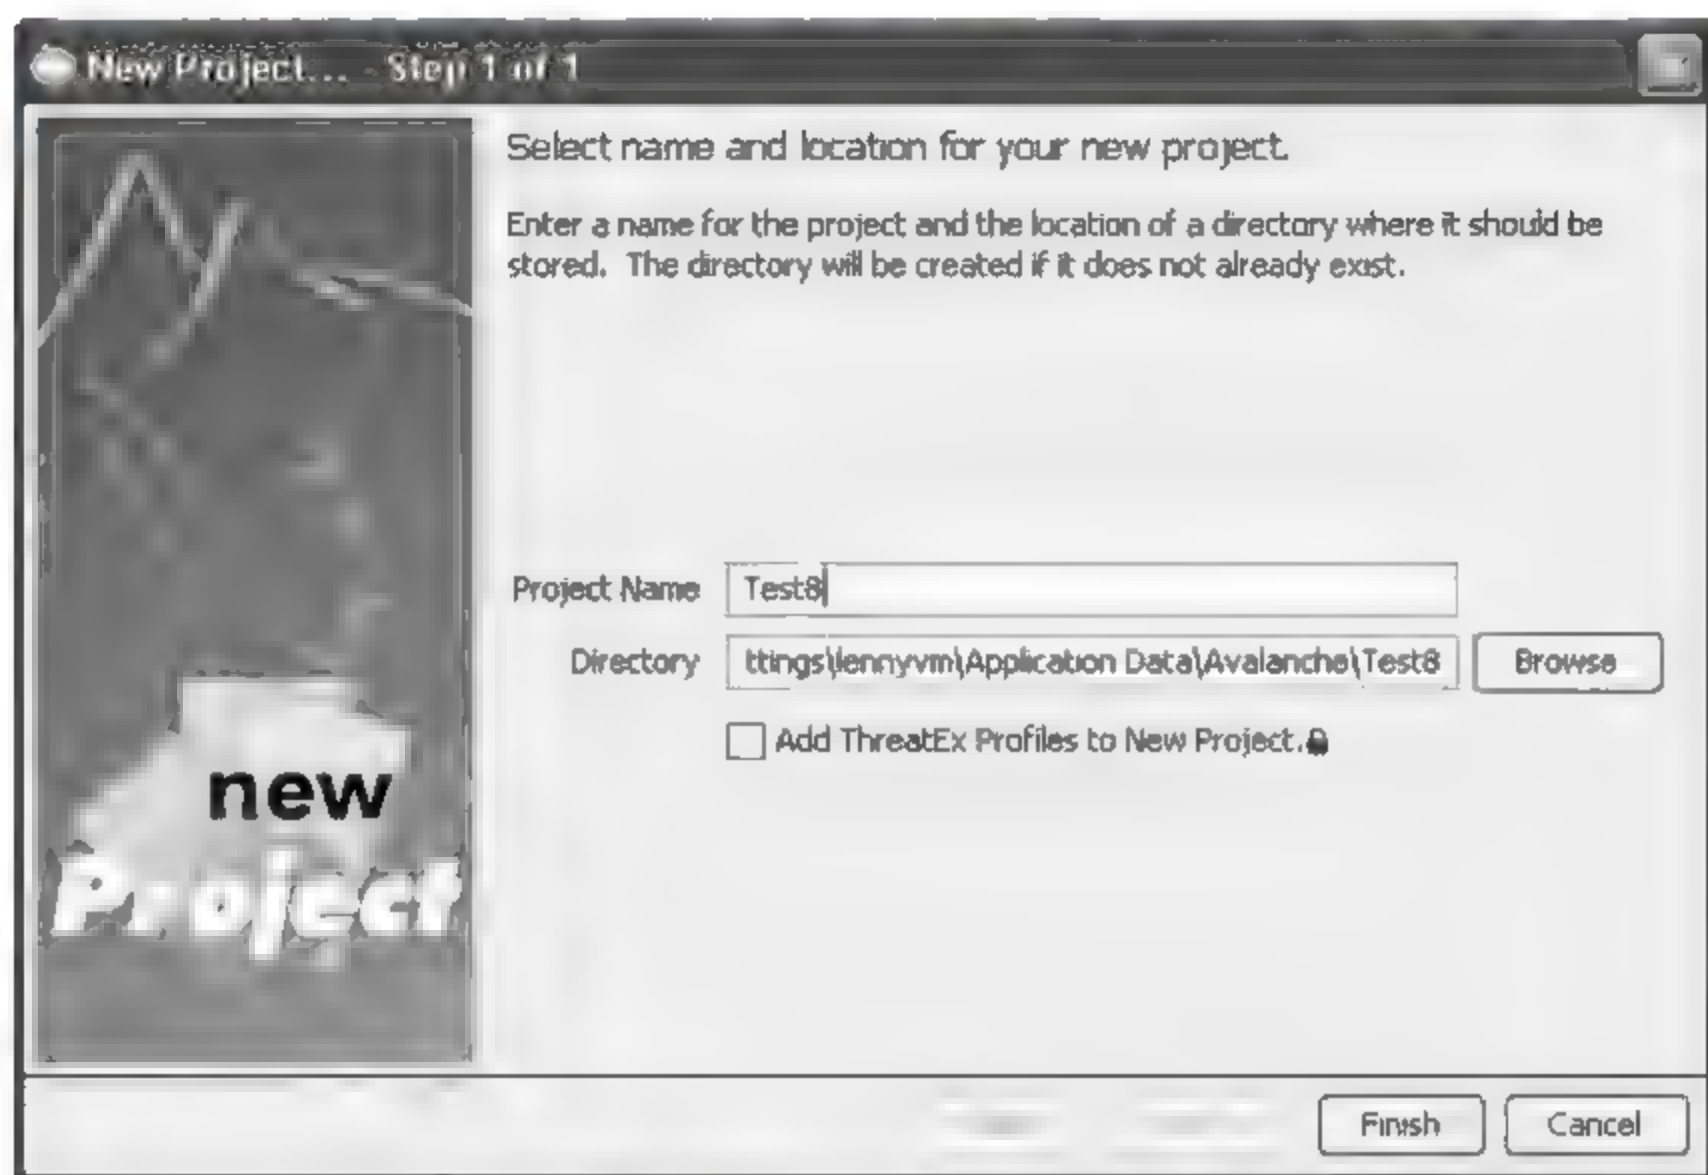 New Project... - Step 1 of 1
Select name and location for your new project.
Enter a name for the project and the location of a directory where it should be
stored. The directory will be created if it does not already exist.
Project Name Test8
Directory ttings\lennyvm\Application Data\Avalanche\Test8 Browse
Add ThreatEx Profiles to New Project.
new
Project
Finish Cancel